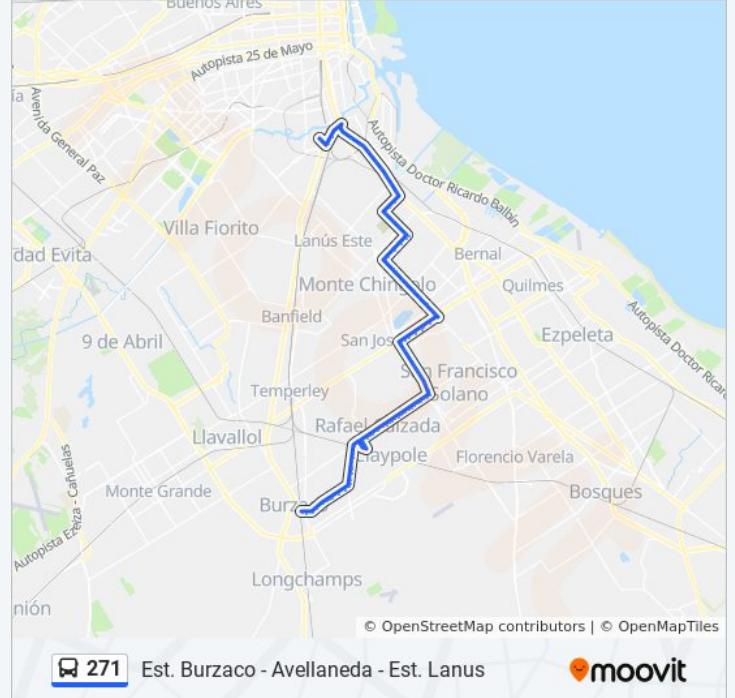 Buenos Aires
Autopista 25 de Mayo
Avenida General Paz
Autopista Doctor Ricardo Balbín
Villa Fiorito
Lanús Este
dad Evita
Bernal
Monte Chingolo
Quilmes
Autopista Doctor Ricar
Banfield
9 de Abril
San Jos
Ezpeleta
San Francisco
Solano
Temperley
Rafael Calzada
Llavallol
Claypole
Florencio Varela
Monte Grande
Bosques
Burza
Autopista Ezeiza - Cañuelas
Longchamps
nión
© OpenStreetMap contributors | © OpenMapTiles
271 Est. Burzaco - Avellaneda - Est. Lanus
moovit